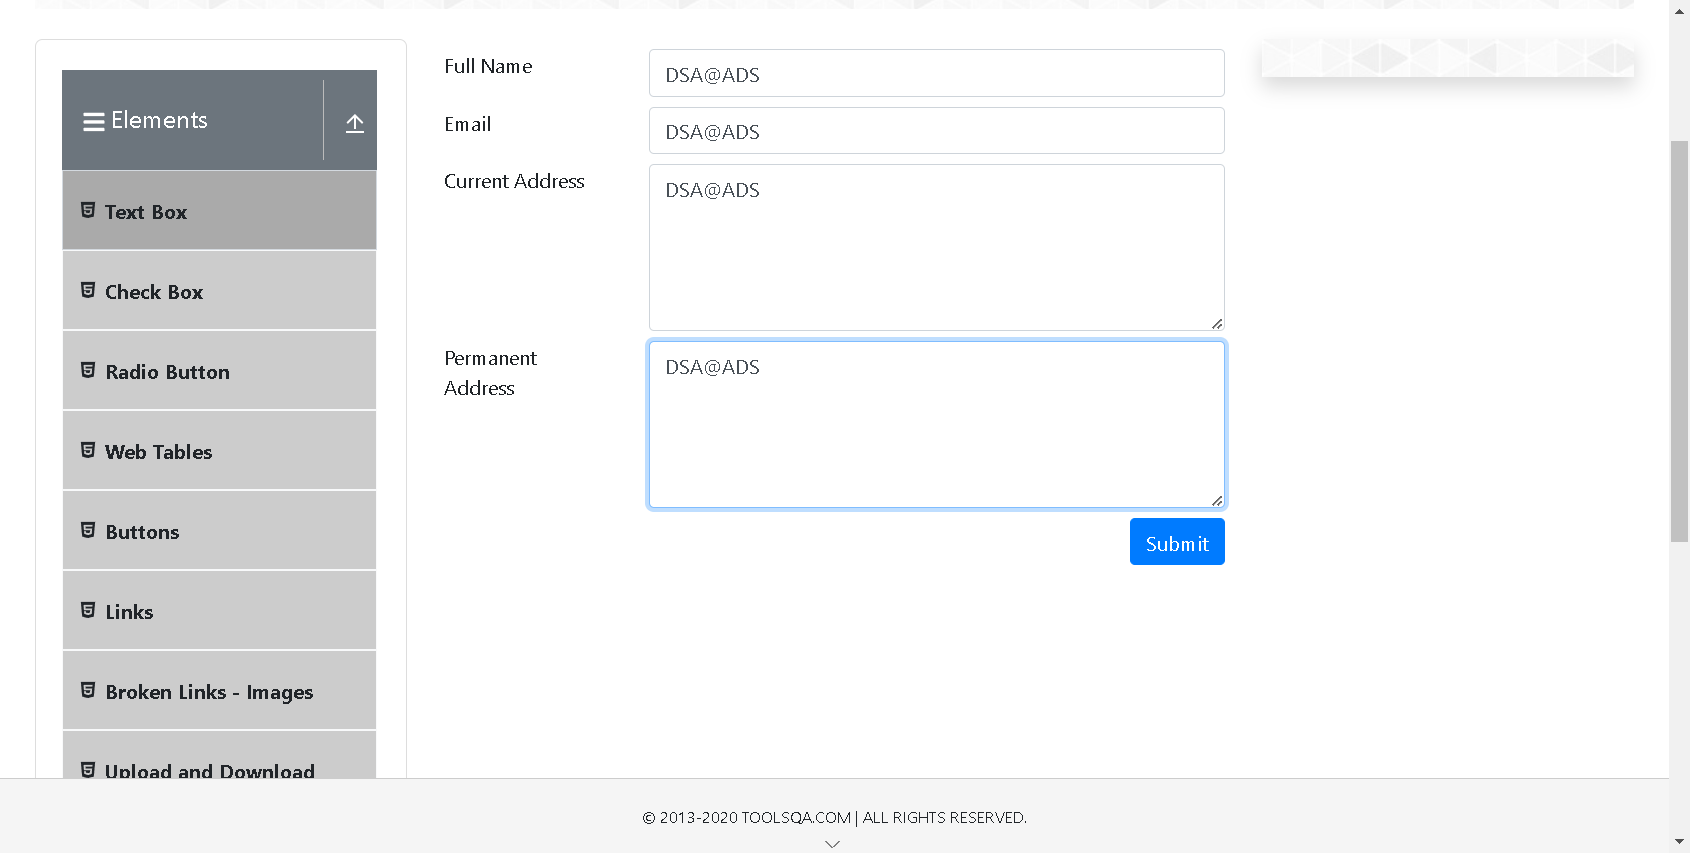 Elements
Text Box
Check Box
Radio Button
Web Tables
Buttons
Links
Broken Links - Images
Upload and Download
Full Name
DSA@ADS
Email
DSA@ADS
Current Address
DSA@ADS
Permanent
Address
DSA@ADS
Submit
© 2013-2020 TOOLSQA.COM | ALL RIGHTS RESERVED.